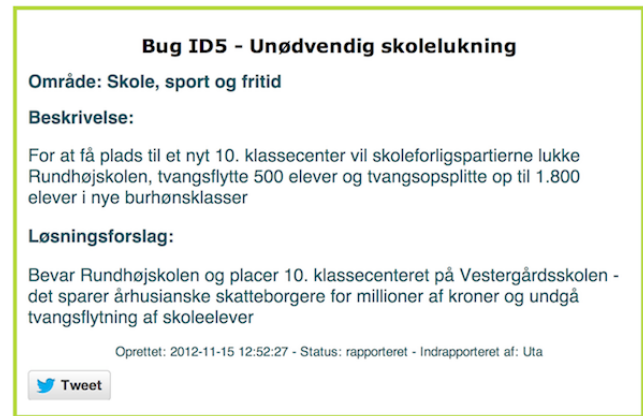 Bug ID5 - Unødvendig skolelukning
Område: Skole, sport og fritid
Beskrivelse:
For at få plads til et nyt 10. klassecenter vil skoleforligspartierne lukke
Rundhøjskolen, tvangsflytte 500 elever og tvangsopsplitte op til 1.800
elever i nye burhønsklasser
Løsningsforslag:
Bevar Rundhøjskolen og placer 10. klassecenteret på Vestergårdsskolen -
det sparer århusianske skatteborgere for millioner af kroner og undgå
tvangsflytning af skoleelever
Oprettet: 2012-11-15 12:52:27 - Status: rapporteret - Indrapporteret af: Uta
Tweet